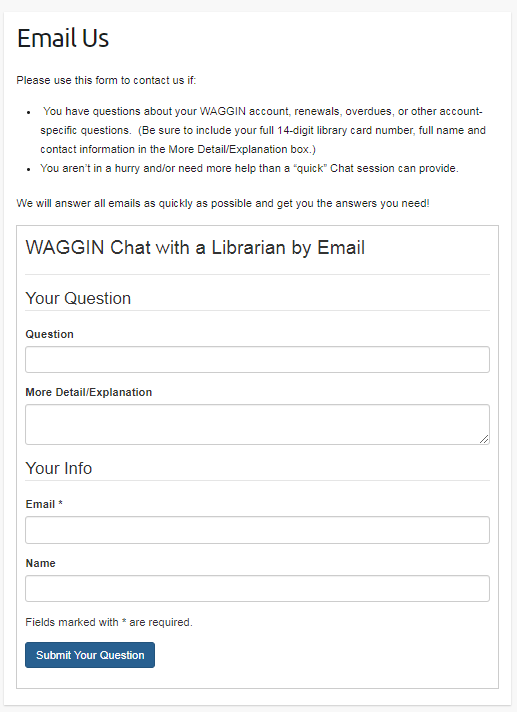 Email Us
Please use this form to contact us if:
You have questions about your WAGGIN account, renewals, overdues, or other account-
specific questions. (Be sure to include your full 14-digit library card number, full name and
contact information in the More Detail/Explanation box.)
You aren't in a hurry and/or need more help than a “quick” Chat session can provide.
We will answer all emails as quickly as possible and get you the answers you need!
WAGGIN Chat with a Librarian by Email
Your Question
Question
More Detail/Explanation
Your Info
Email *
Name
Fields marked with * are required.
Submit Your Question